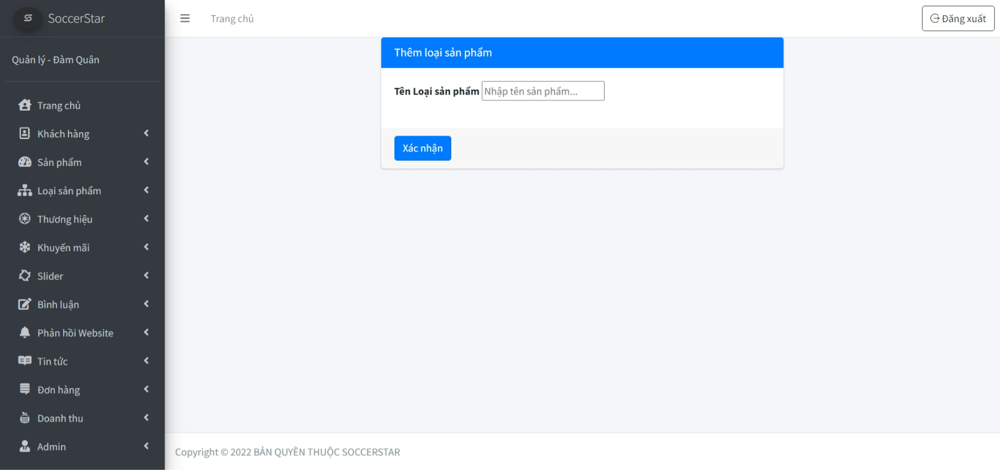 SoccerStar
Quản lý - Đàm Quân
Trang chủ
Khách hàng
Sản phẩm
Loại sản phẩm
Thương hiệu
Khuyến mãi
Slider
Bình luận
Phản hồi Website
Tin tức
Đơn hàng
Doanh thu
Admin
Trang chủ
Đăng xuất
Thêm loại sản phẩm
Tên Loại sản phẩm Nhập tên sản phẩm...
Xác nhận
Copyright © 2022 BẢN QUYỀN THUỘC SOCCERSTAR